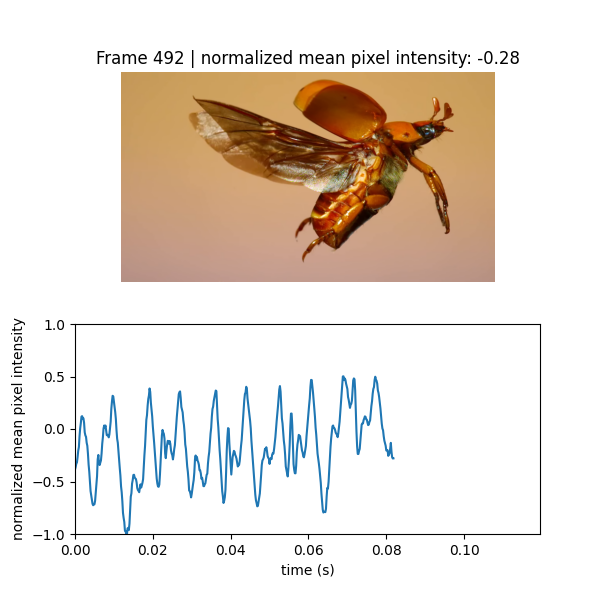 Frame 492 | normalized mean pixel intensity: -0.28
1.0
0.5
0.0
−0.5
−1.0
normalized mean pixel intensity
0.00 0.02 0.04 0.06 0.08 0.10
time (s)